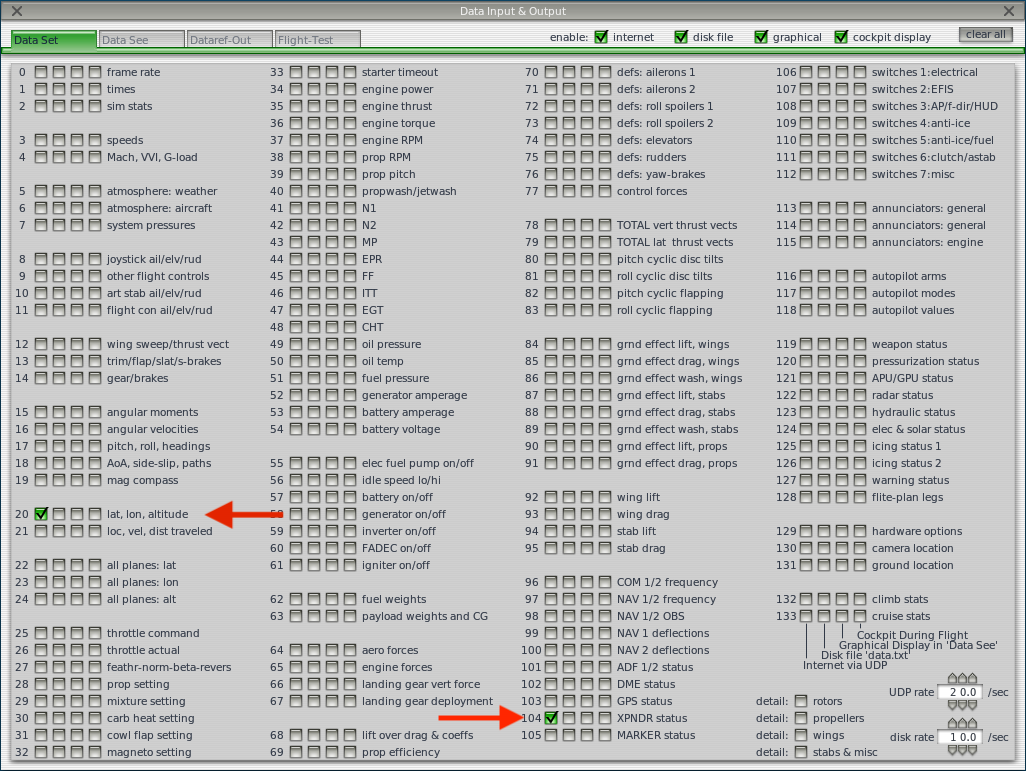 Data Input & Output
Data Set
Data See
Dataref-Out
Flight-Test
enable: internet disk file graphical cockpit display clear all
0 frame rate
1 times
2 sim stats
3 speeds
4 Mach, VVI, G-load
5 atmosphere: weather
6 atmosphere: aircraft
7 system pressures
8 joystick ail/elv/rud
9 other flight controls
10 art stab ail/elv/rud
11 flight con ail/elv/rud
12 wing sweep/thrust vect
13 trim/flap/slat/s-brakes
14 gear/brakes
15 angular moments
16 angular velocities
17 pitch, roll, headings
18 AoA, side-slip, paths
19 mag compass
20 lat, lon, altitude
21 loc, vel, dist traveled
22 all planes: lat
23 all planes: lon
24 all planes: alt
25 throttle command
26 throttle actual
27 feathr-norm-beta-revers
28 prop setting
29 mixture setting
30 carb heat setting
31 cowl flap setting
32 magneto setting
33 starter timeout
34 engine power
35 engine thrust
36 engine torque
37 engine RPM
38 prop RPM
39 prop pitch
40 propwash/jetwash
41 N1
42 N2
43 MP
44 EPR
45 FF
46 ITT
47 EGT
48 CHT
49 oil pressure
50 oil temp
51 fuel pressure
52 generator amperage
53 battery amperage
54 battery voltage
55 elec fuel pump on/off
56 idle speed lo/hi
57 battery on/off
58 generator on/off
59 inverter on/off
60 FADEC on/off
61 igniter on/off
62 fuel weights
63 payload weights and CG
64 aero forces
65 engine forces
66 landing gear vert force
67 landing gear deployment
68 lift over drag & coeffs
69 prop efficiency
70 defs: ailerons 1
71 defs: ailerons 2
72 defs: roll spoilers 1
73 defs: roll spoilers 2
74 defs: elevators
75 defs: rudders
76 defs: yaw-brakes
77 control forces
78 TOTAL vert thrust vects
79 TOTAL lat thrust vects
80 pitch cyclic disc tilts
81 roll cyclic disc tilts
82 pitch cyclic flapping
83 roll cyclic flapping
84 grnd effect lift, wings
85 grnd effect drag, wings
86 grnd effect wash, wings
87 grnd effect lift, stabs
88 grnd effect drag, stabs
89 grnd effect wash, stabs
90 grnd effect lift, props
91 grnd effect drag, props
92 wing lift
93 wing drag
94 stab lift
95 stab drag
96 COM 1/2 frequency
97 NAV 1/2 frequency
98 NAV 1/2 OBS
99 NAV 1 deflections
100 NAV 2 deflections
101 ADF 1/2 status
102 DME status
103 GPS status
104 XPNDR status
105 MARKER status
106 switches 1:electrical
107 switches 2:EFIS
108 switches 3:AP/f-dir/HUD
109 switches 4:anti-ice
110 switches 5:anti-ice/fuel
111 switches 6:clutch/astab
112 switches 7:misc
113 annunciators: general
114 annunciators: general
115 annunciators: engine
116 autopilot arms
117 autopilot modes
118 autopilot values
119 weapon status
120 pressurization status
121 APU/GPU status
122 radar status
123 hydraulic status
124 elec & solar status
125 icing status 1
126 icing status 2
127 warning status
128 flite-plan legs
129 hardware options
130 camera location
131 ground location
132 climb stats
133 cruise stats
Cockpit During Flight
Graphical Display in 'Data See'
Disk file 'data.txt'
Internet via UDP
UDP rate 2 0.0 /sec
detail: rotors
detail: propellers
detail: wings
detail: stabs & misc
disk rate 1 0.0 /sec